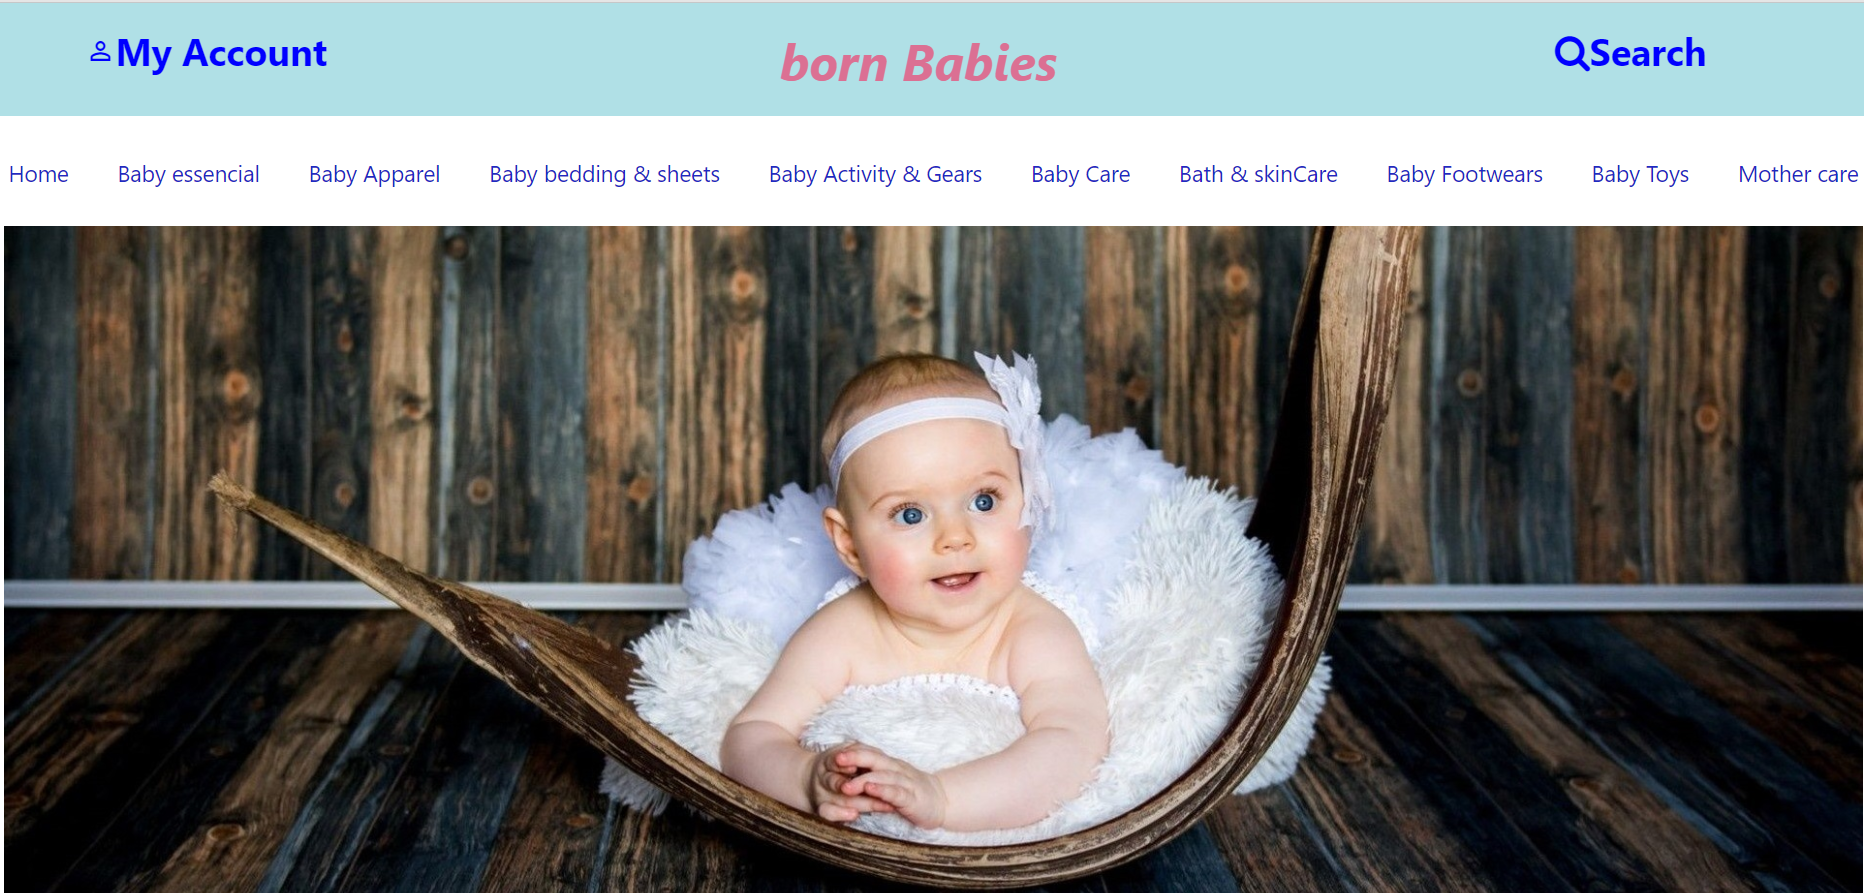 My Account
born Babies
Search
Home Baby essencial Baby Apparel Baby bedding & sheets Baby Activity & Gears Baby Care Bath & skinCare Baby Footwears Baby Toys Mother care